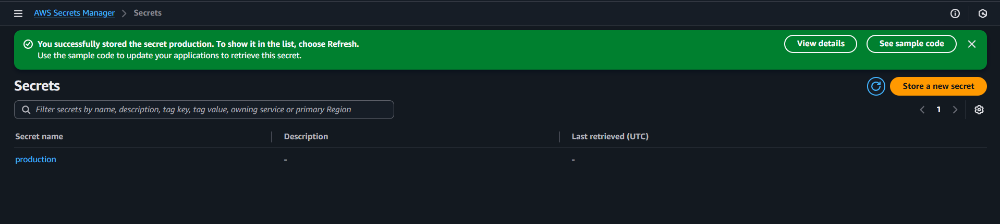 AWS Secrets Manager > Secrets
You successfully stored the secret production. To show it in the list, choose Refresh.
Use the sample code to update your applications to retrieve this secret.
View details
See sample code
Secrets
Store a new secret
Filter secrets by name, description, tag key, tag value, owning service or primary Region
1
Secret name Description Last retrieved (UTC)
production - -